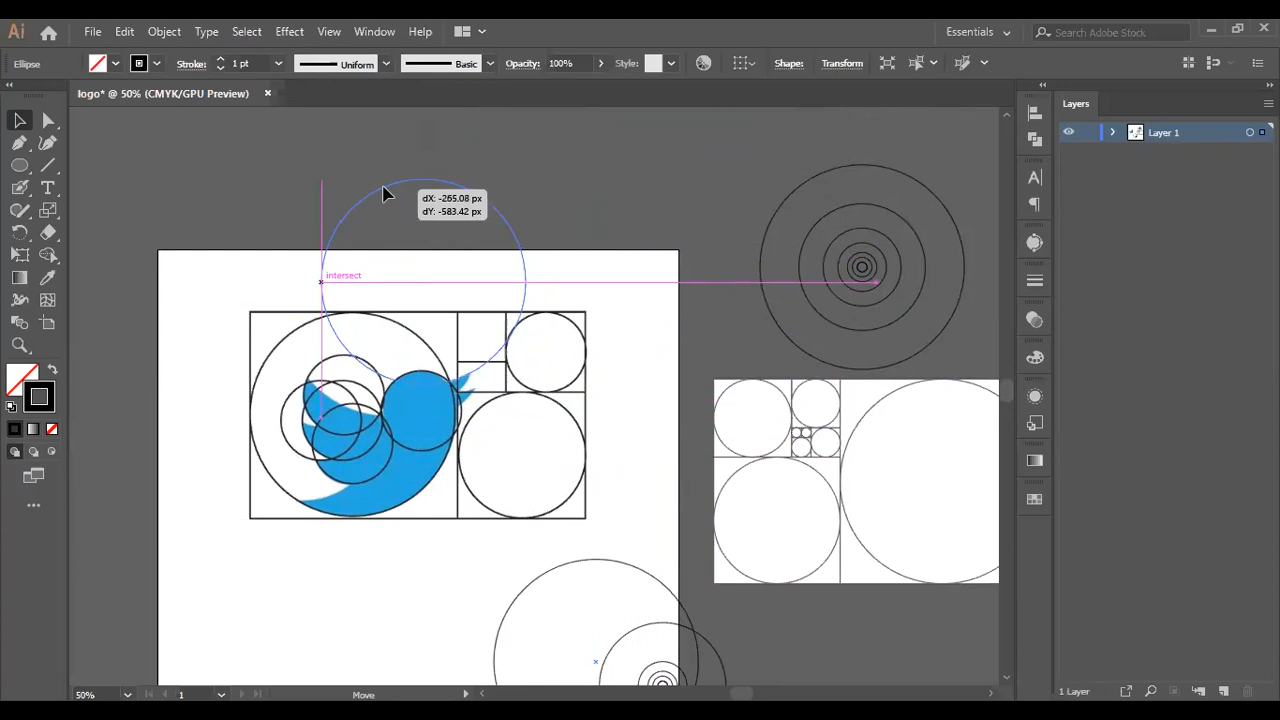 Ai File Edit Object Type Select Effect View Window Help Essentials Search Adobe Stock
Ellipse Stroke: 1 pt Uniform Basic Opacity: 100% Style: Shape: Transform
logo* @ 50% (CMYK/GPU Preview) ×
Layers
Layer 1
dX: -265.08 px
dY: -583.42 px
intersect
50% 1 Move
1 Layer